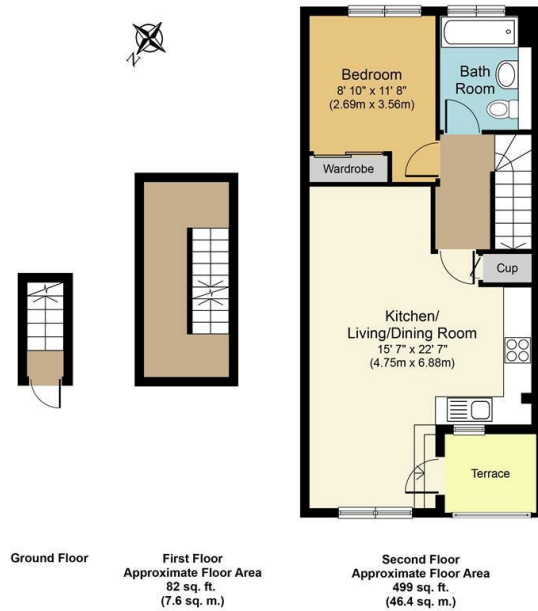 N
Bedroom
8' 10" x 11' 8"
(2.69m x 3.56m)
Bath
Room
Wardrobe
Cup
Kitchen/
Living/Dining Room
15' 7" x 22' 7"
(4.75m x 6.88m)
Terrace
Ground Floor
First Floor
Approximate Floor Area
82 sq. ft.
(7.6 sq. m.)
Second Floor
Approximate Floor Area
499 sq. ft.
(46.4 sq. m.)